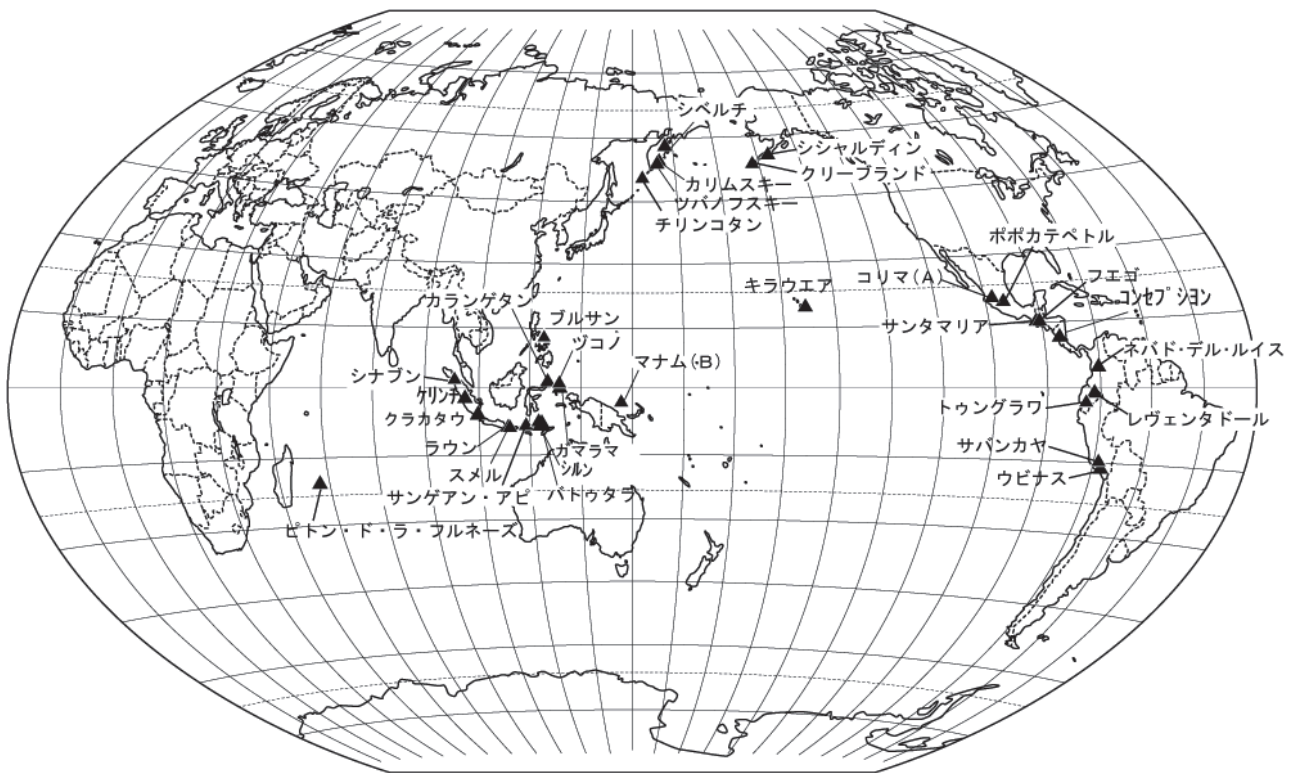 シベルチ
シシャルディン
クリーブランド
カリムスキー
ヅパノフスキー
チリンコタン
ポポカテペトル
コリマ(A)
フエゴ
コンセプション
キラウエア
サンタマリア
カランゲタン
ブルサン
ヅコノ
マナム(B)
ネバド・デル・ルイス
シナブン
ケリンチ
クラカタウ
トゥングラワ
レヴェンタドール
ラウン
カマラマ
シルン
サバンカヤ
スメル
ウビナス
サンゲアン・アピ
バトゥタラ
ピトン・ド・ラ・フルネーズ